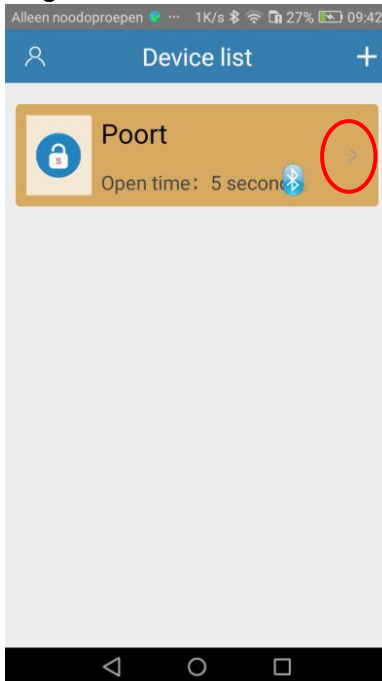 Alleen noodoproepen ... 1K/s 27% 09:42
Device list +
Poort
S
Open time: 5 secon